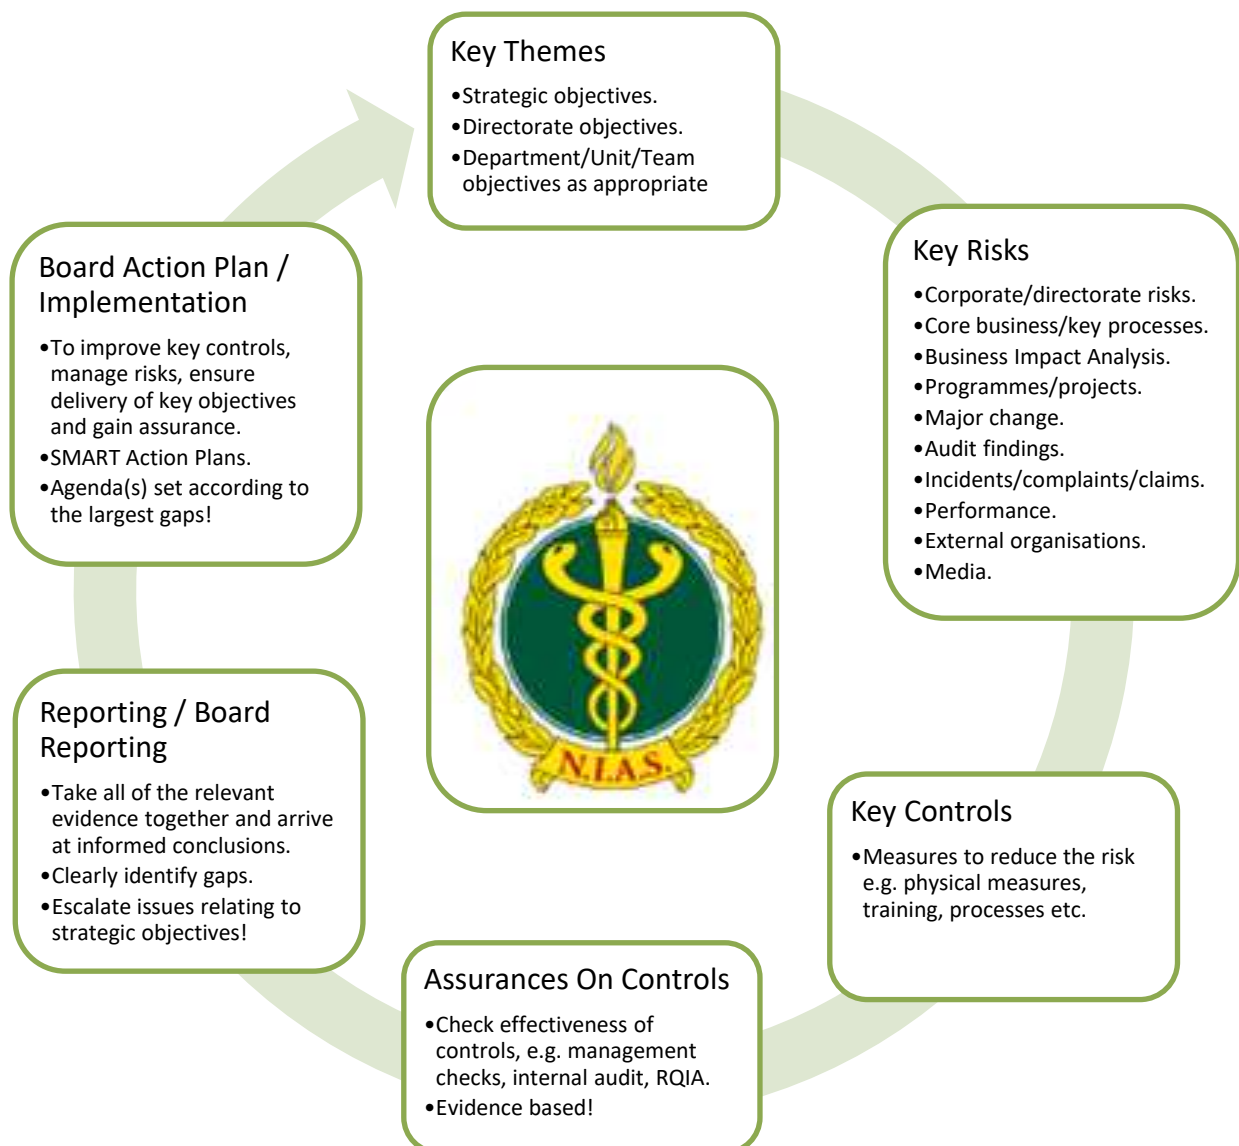 Key Themes
•Strategic objectives.
•Directorate objectives.
•Department/Unit/Team
objectives as appropriate
Key Risks
•Corporate/directorate risks.
•Core business/key processes.
•Business Impact Analysis.
•Programmes/projects.
•Major change.
•Audit findings.
•Incidents/complaints/claims.
•Performance.
•External organisations.
•Media.
Key Controls
•Measures to reduce the risk
e.g. physical measures,
training, processes etc.
Assurances On Controls
•Check effectiveness of
controls, e.g. management
checks, internal audit, RQIA.
•Evidence based!
Reporting / Board
Reporting
•Take all of the relevant
evidence together and arrive
at informed conclusions.
•Clearly identify gaps.
•Escalate issues relating to
strategic objectives!
Board Action Plan /
Implementation
•To improve key controls,
manage risks, ensure
delivery of key objectives
and gain assurance.
•SMART Action Plans.
•Agenda(s) set according to
the largest gaps!
N.I.A.S.